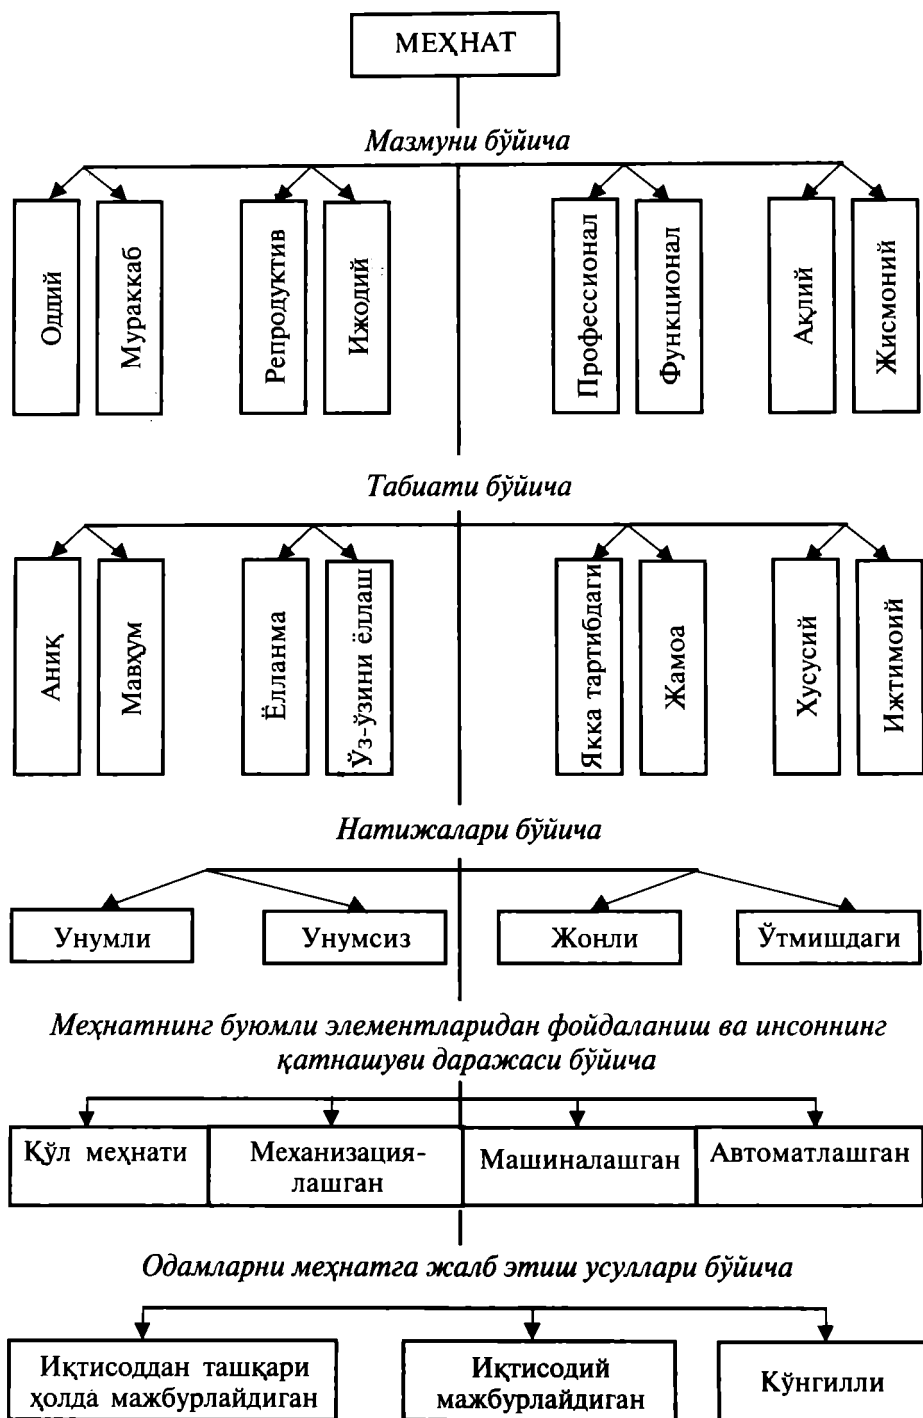 МЕҲНАТ
Мазмуни бўйича
Оддий
Мураккаб
Репродуктив
Ижодий
Профессионал
Функционал
Ақлий
Жисмоний
Табиати бўйича
Аниқ
Мавҳум
Ёлланма
Ўз-ўзини ёллаш
Якка тартибдаги
Жамоа
Хусусий
Ижтимоий
Натижалари бўйича
Унумли
Унумсиз
Жонли
Ўтмишдаги
Меҳнатнинг буюмли элементларидан фойдаланиш ва инсоннинг
қатнашуви даражаси бўйича
Қўл меҳнати
Механизация-
лашган
Машиналашган
Автоматлашган
Одамларни меҳнатга жалб этиш усуллари бўйича
Иқтисоддан ташқари
ҳолда мажбурлайдиган
Иқтисодий
мажбурлайдиган
Кўнгилли